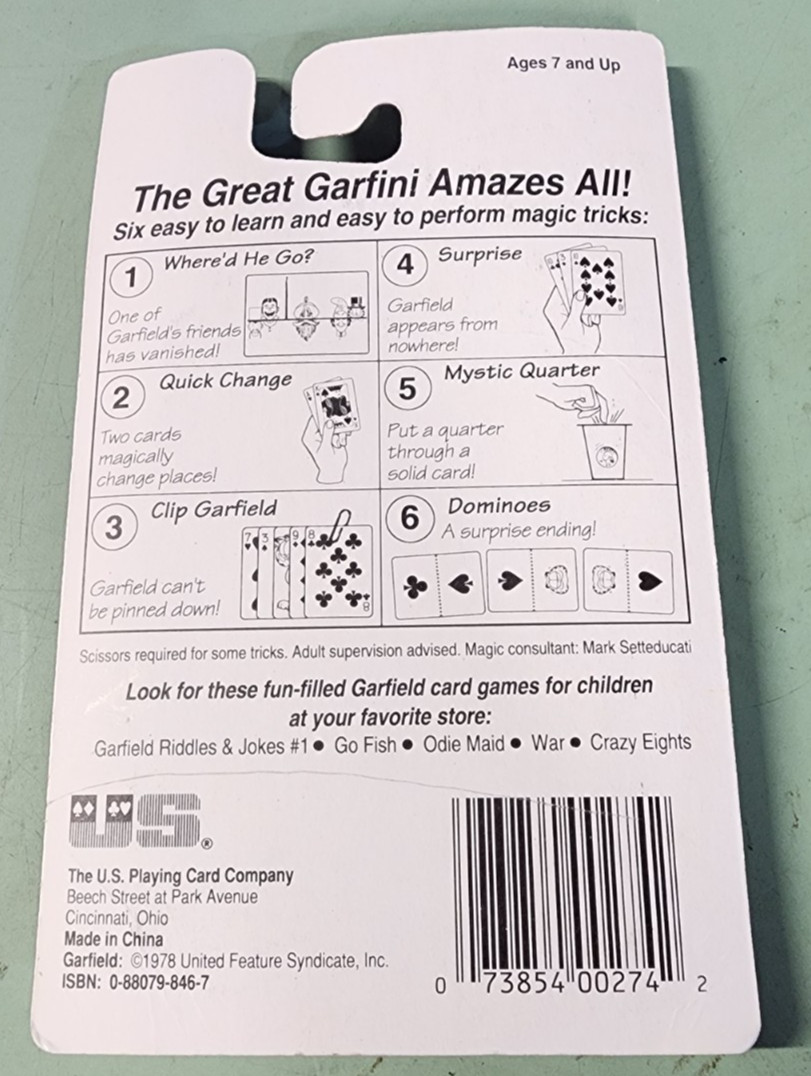 Ages 7 and Up
The Great Garfini Amazes All!
Six easy to learn and easy to perform magic tricks:
1 Where'd He Go?
One of
Garfield's friends
has vanished!
2 Quick Change
Two cards
magically
change places!
3 Clip Garfield
7 3 9 8
Garfield can't
be pinned down!
8
4 Surprise
Garfield
appears from
nowhere!
5 Mystic Quarter
Put a quarter
through a
solid card!
6 Dominoes
A surprise ending!
Scissors required for some tricks. Adult supervision advised. Magic consultant: Mark Setteducati
Look for these fun-filled Garfield card games for children
at your favorite store:
Garfield Riddles & Jokes #1 • Go Fish • Odie Maid • War • Crazy Eights
US®
The U.S. Playing Card Company
Beech Street at Park Avenue
Cincinnati, Ohio
Made in China
Garfield: ©1978 United Feature Syndicate, Inc.
ISBN: 0-88079-846-7
0 73854 00274 2